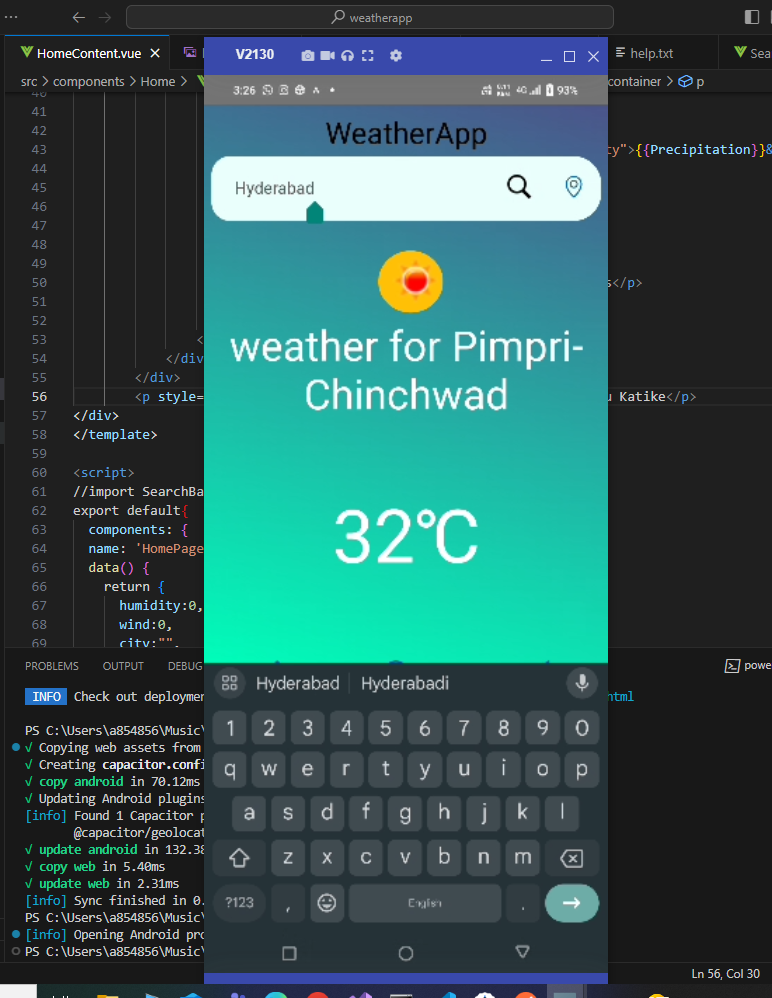 weatherapp
HomeContent.vue
help.txt
Sea
src > components > Home >
container > p
V2130
3:26
4G
93%
WeatherApp
Hyderabad
weather for Pimpri-
Chinchwad
32°C
41
42
43 ty">{{Precipitation}}&
44
45
46
47
48
49
50 s</p>
51
52
53 <
54 </div
55 </div>
56 <p style= u Katike</p>
57 </div>
58 </template>
59
60 <script>
61 //import SearchBa
62 export default{
63 components: {
64 name: 'HomePage
65 data() {
66 return {
67 humidity:0,
68 wind:0,
69 city:"",
PROBLEMS OUTPUT DEBUG
powe
INFO Check out deploymen
html
PS C:\Users\a854856\Music\
√ Copying web assets from
√ Creating capacitor.confi
√ copy android in 70.12ms
√ Updating Android plugins
[info] Found 1 Capacitor p
@capacitor/geolocat
√ update android in 132.38
√ copy web in 5.40ms
√ update web in 2.31ms
[info] Sync finished in 0.
PS C:\Users\a854856\Music\
[info] Opening Android pro
PS C:\Users\a854856\Music\
Hyderabad Hyderabadi
1 2 3 4 5 6 7 8 9 0
q w e r t y u i o p
a s d f g h j k l
z x c v b n m
?123 , English .
Ln 56, Col 30